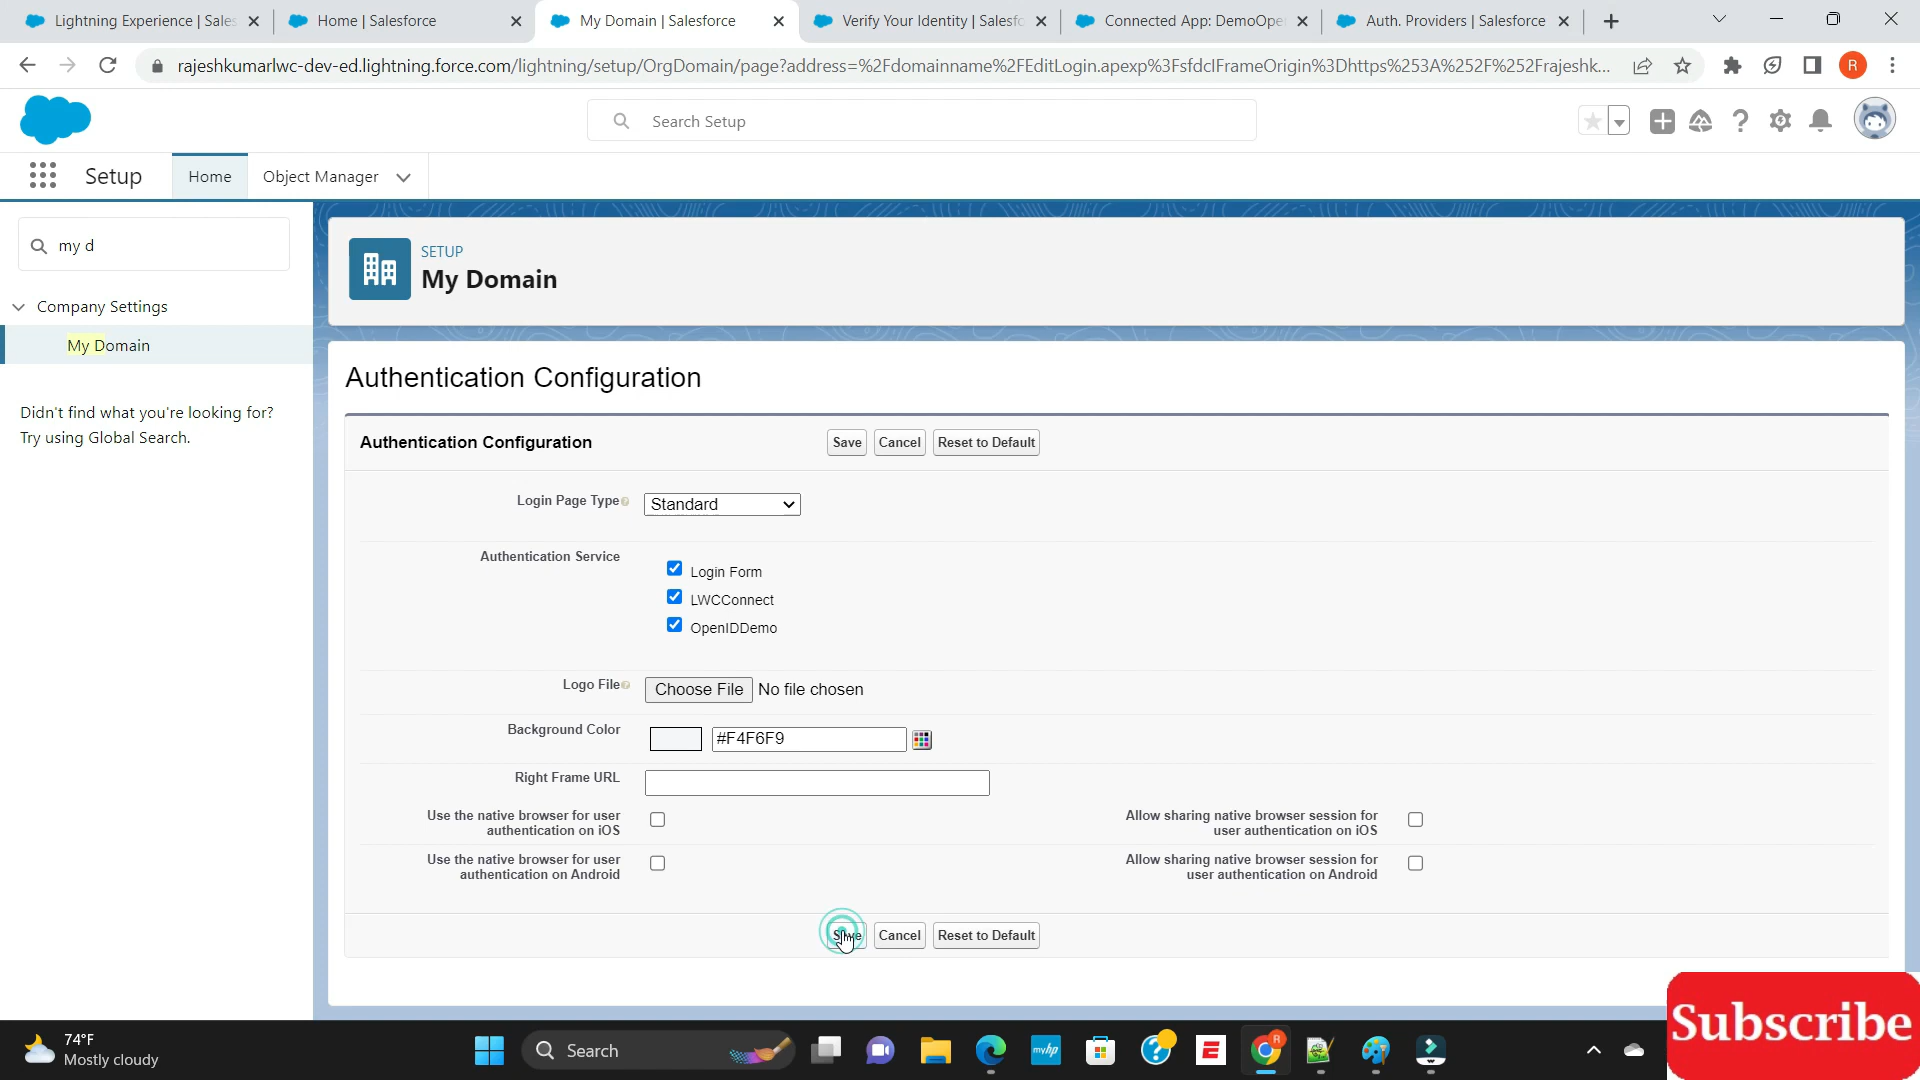 Lightning Experience | Sales
Home | Salesforce
My Domain | Salesforce
Verify Your Identity | Salesfo
Connected App: DemoOpe
Auth. Providers | Salesforce
rajeshkumarlwc-dev-ed.lightning.force.com/lightning/setup/OrgDomain/page?address=%2Fdomainname%2FEditLogin.apexp%3FsfdcIFrameOrigin%3Dhttps%253A%252F%252Frajeshk...
R
Search Setup
Setup
Home
Object Manager
my d
Company Settings
My Domain
Didn't find what you're looking for?
Try using Global Search.
SETUP
My Domain
Authentication Configuration
Authentication Configuration
Save
Cancel
Reset to Default
Login Page Type
Standard
Authentication Service
Login Form
LWCConnect
OpenIDDemo
Logo File
Choose File
No file chosen
Background Color
#F4F6F9
Right Frame URL
Use the native browser for user
authentication on iOS
Allow sharing native browser session for
user authentication on iOS
Use the native browser for user
authentication on Android
Allow sharing native browser session for
user authentication on Android
Save
Cancel
Reset to Default
Subscribe
74°F
Mostly cloudy
Search
myhp
R